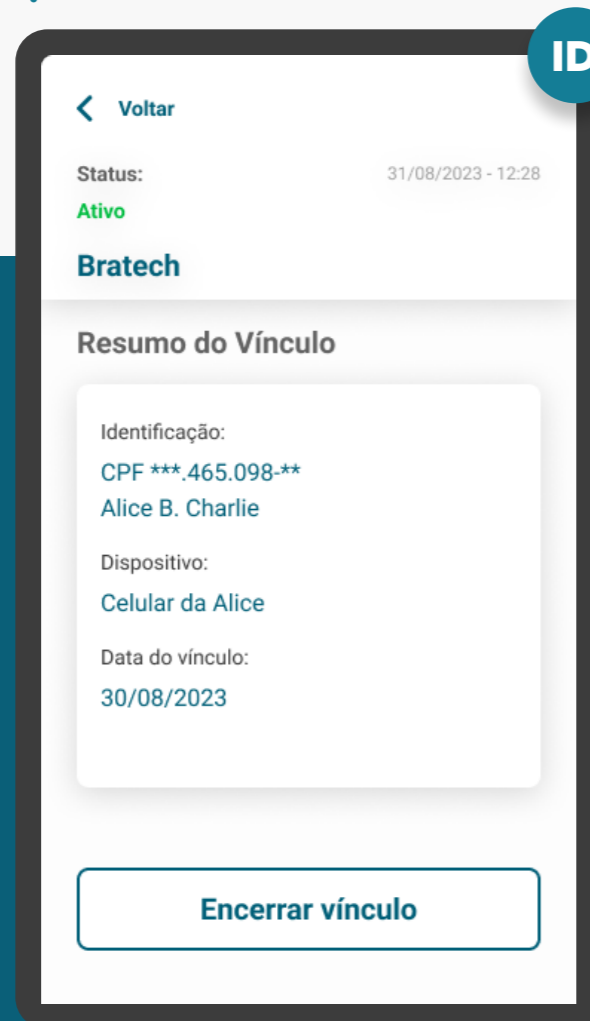 ID
Voltar
Status:
31/08/2023 - 12:28
Ativo
Bratech
Resumo do Vínculo
Identificação:
CPF ***.465.098-**
Alice B. Charlie
Dispositivo:
Celular da Alice
Data do vínculo:
30/08/2023
Encerrar vínculo